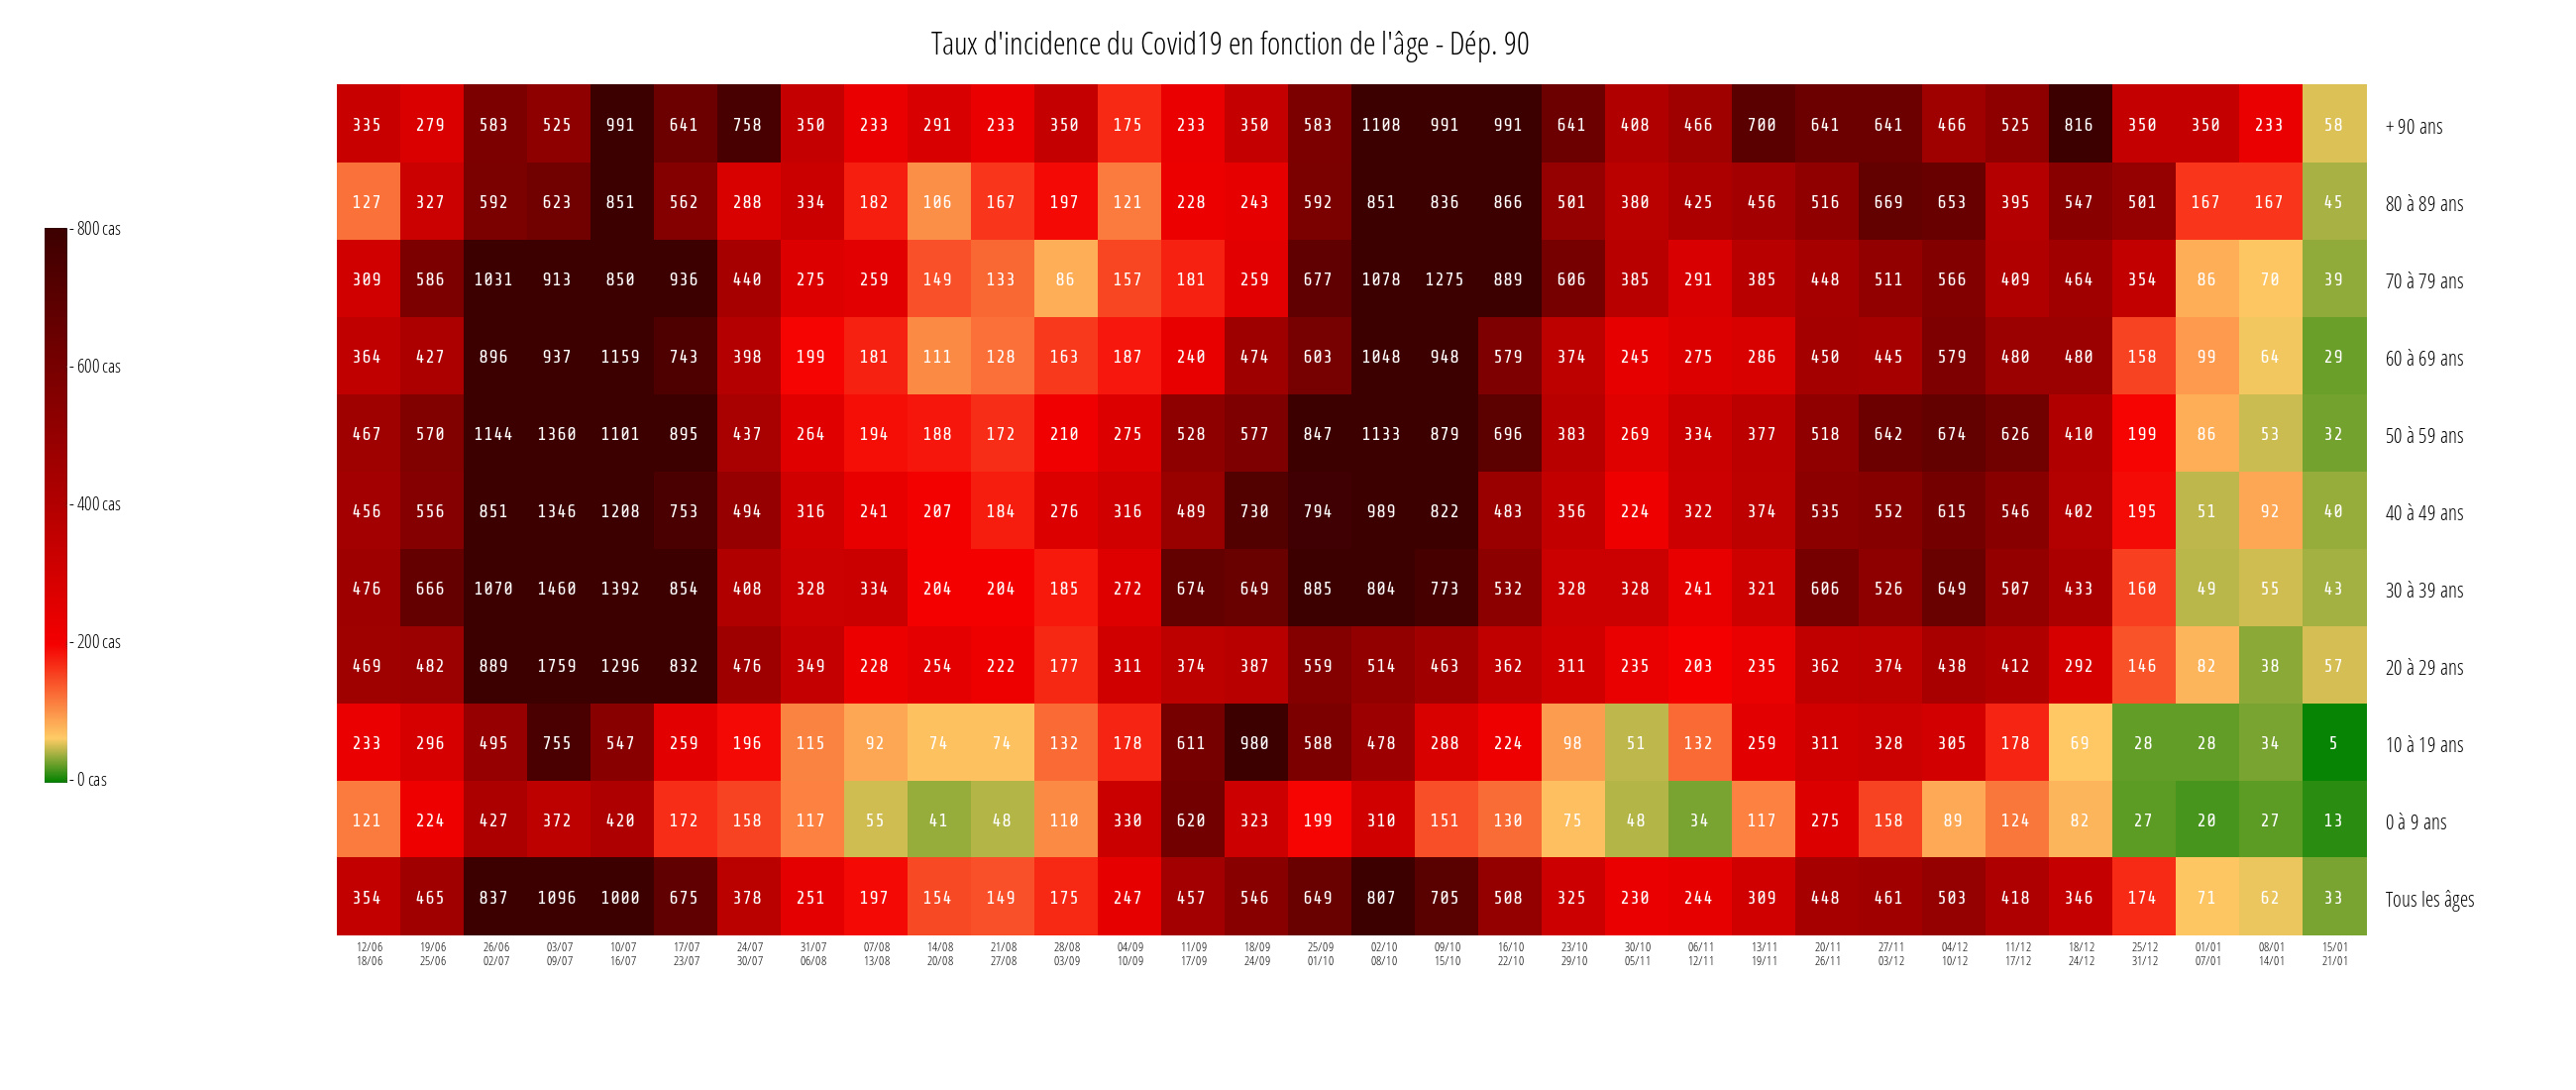 Taux d'incidence du Covid19 en fonction de l'âge - Dép. 90
335 279 583 525 991 641 758 350 233 291 233 350 175 233 350 583 1108 991 991 641 408 466 700 641 641 466 525 816 350 350 233 58 + 90 ans
127 327 592 623 851 562 288 334 182 106 167 197 121 228 243 592 851 836 866 501 380 425 456 516 669 653 395 547 501 167 167 45 80 à 89 ans
- 800 cas
309 586 1031 913 850 936 440 275 259 149 133 86 157 181 259 677 1078 1275 889 606 385 291 385 448 511 566 409 464 354 86 70 39 70 à 79 ans
364 427 896 937 1159 743 398 199 181 111 128 163 187 240 474 603 1048 948 579 374 245 275 286 450 445 579 480 480 158 99 64 29 60 à 69 ans
- 600 cas
467 570 1144 1360 1101 895 437 264 194 188 172 210 275 528 577 847 1133 879 696 383 269 334 377 518 642 674 626 410 199 86 53 32 50 à 59 ans
- 400 cas
456 556 851 1346 1208 753 494 316 241 207 184 276 316 489 730 794 989 822 483 356 224 322 374 535 552 615 546 402 195 51 92 40 40 à 49 ans
476 666 1070 1460 1392 854 408 328 334 204 204 185 272 674 649 885 804 773 532 328 328 241 321 606 526 649 507 433 160 49 55 43 30 à 39 ans
- 200 cas
469 482 889 1759 1296 832 476 349 228 254 222 177 311 374 387 559 514 463 362 311 235 203 235 362 374 438 412 292 146 82 38 57 20 à 29 ans
233 296 495 755 547 259 196 115 92 74 74 132 178 611 980 588 478 288 224 98 51 132 259 311 328 305 178 69 28 28 34 5 10 à 19 ans
- 0 cas
121 224 427 372 420 172 158 117 55 41 48 110 330 620 323 199 310 151 130 75 48 34 117 275 158 89 124 82 27 20 27 13 0 à 9 ans
354 465 837 1096 1000 675 378 251 197 154 149 175 247 457 546 649 807 705 508 325 230 244 309 448 461 503 418 346 174 71 62 33 Tous les âges
12/06 19/06 26/06 03/07 10/07 17/07 24/07 31/07 07/08 14/08 21/08 28/08 04/09 11/09 18/09 25/09 02/10 09/10 16/10 23/10 30/10 06/11 13/11 20/11 27/11 04/12 11/12 18/12 25/12 01/01 08/01 15/01
18/06 25/06 02/07 09/07 16/07 23/07 30/07 06/08 13/08 20/08 27/08 03/09 10/09 17/09 24/09 01/10 08/10 15/10 22/10 29/10 05/11 12/11 19/11 26/11 03/12 10/12 17/12 24/12 31/12 07/01 14/01 21/01